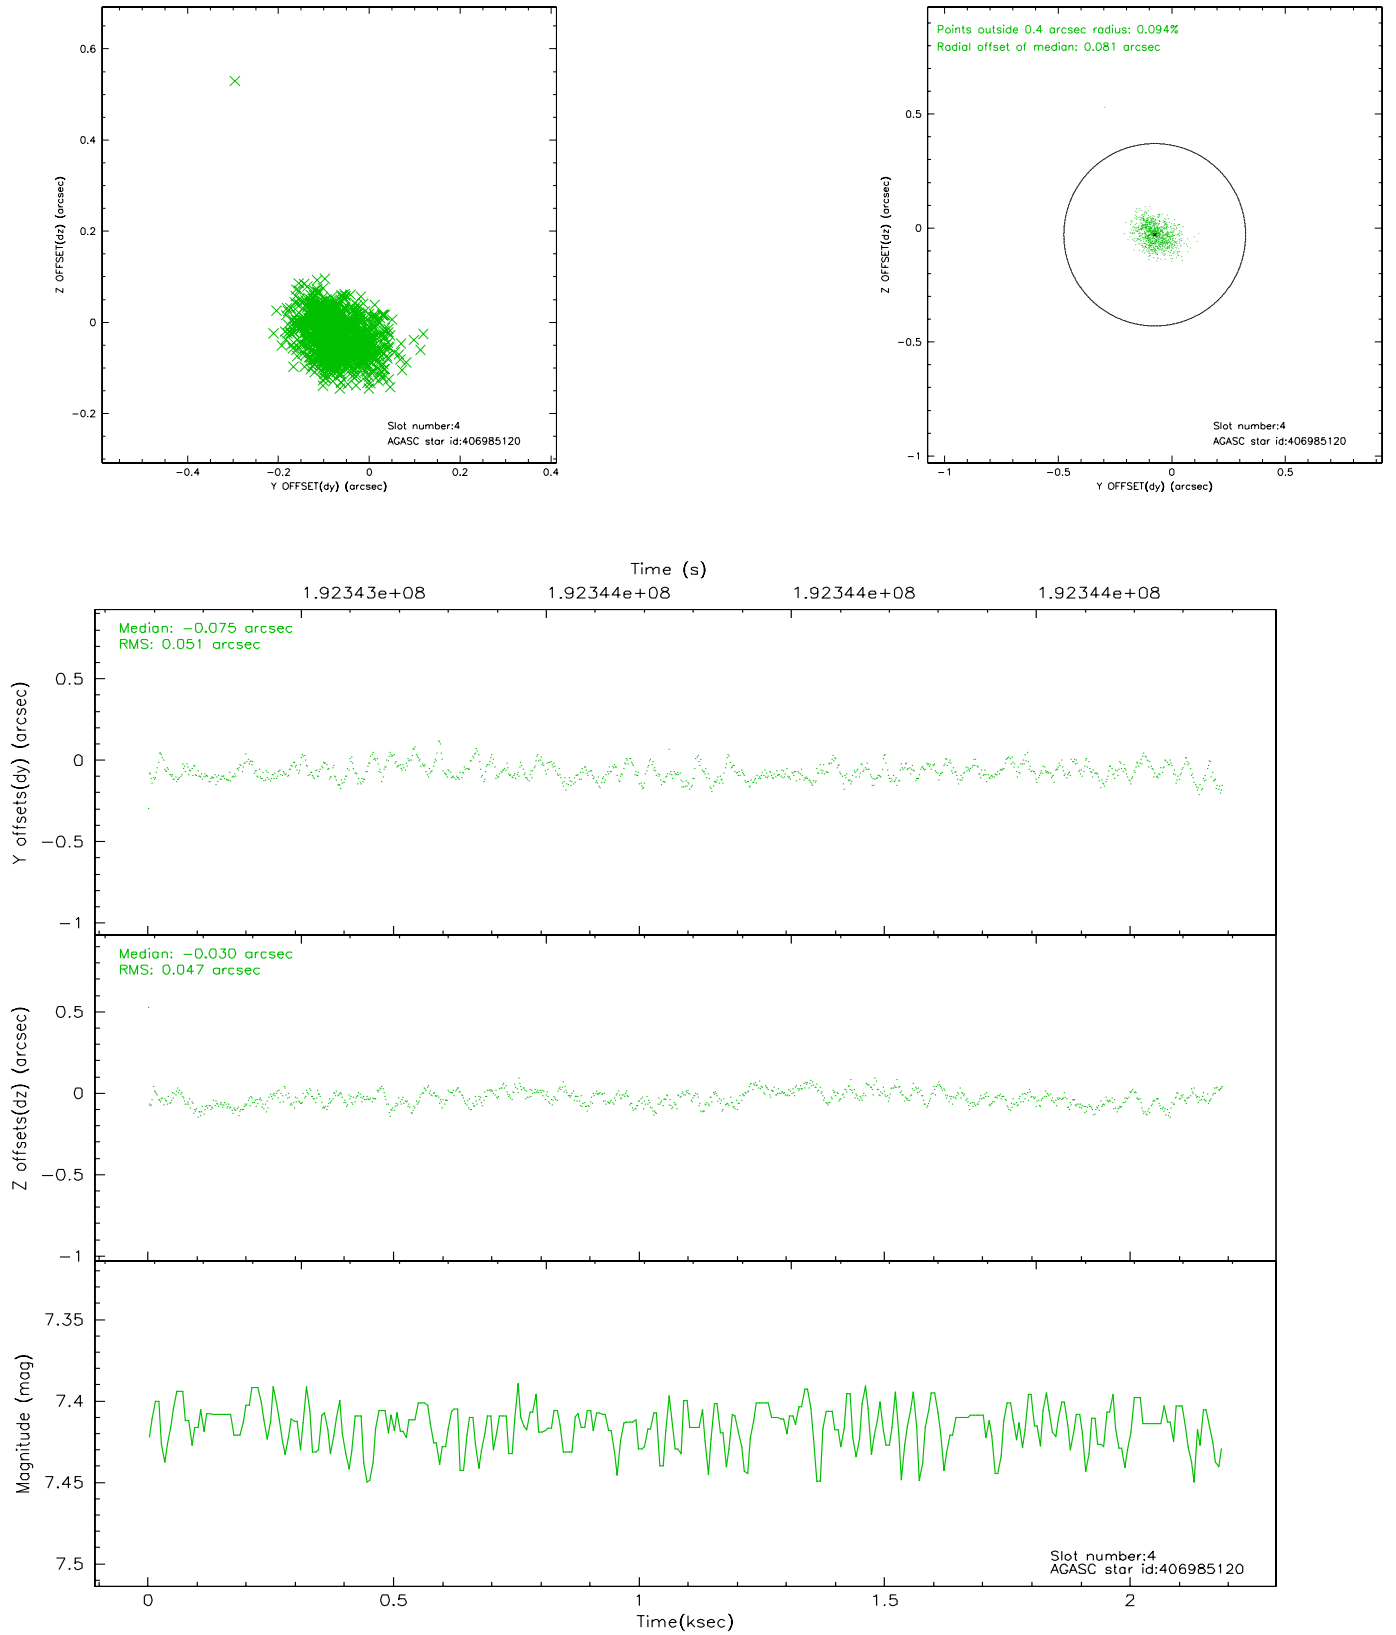 0.6
0.4
0.2
0
−0.2
Z OFFSET(dz) (arcsec)
Slot number:4
AGASC star id:406985120
−0.4 −0.2 0 0.2 0.4
Y OFFSET(dy) (arcsec)
Points outside 0.4 arcsec radius: 0.094%
Radial offset of median: 0.081 arcsec
0.5
0
−0.5
−1
Z OFFSET(dz) (arcsec)
Slot number:4
AGASC star id:406985120
−1 −0.5 0 0.5
Y OFFSET(dy) (arcsec)
Time (s)
1.92343e+08 1.92344e+08 1.92344e+08 1.92344e+08
Median: −0.075 arcsec
RMS: 0.051 arcsec
0.5
0
−0.5
−1
Y offsets(dy) (arcsec)
Median: −0.030 arcsec
RMS: 0.047 arcsec
0.5
0
−0.5
−1
Z offsets(dz) (arcsec)
7.35
7.4
7.45
7.5
Magnitude (mag)
Slot number:4
AGASC star id:406985120
0 0.5 1 1.5 2
Time(ksec)